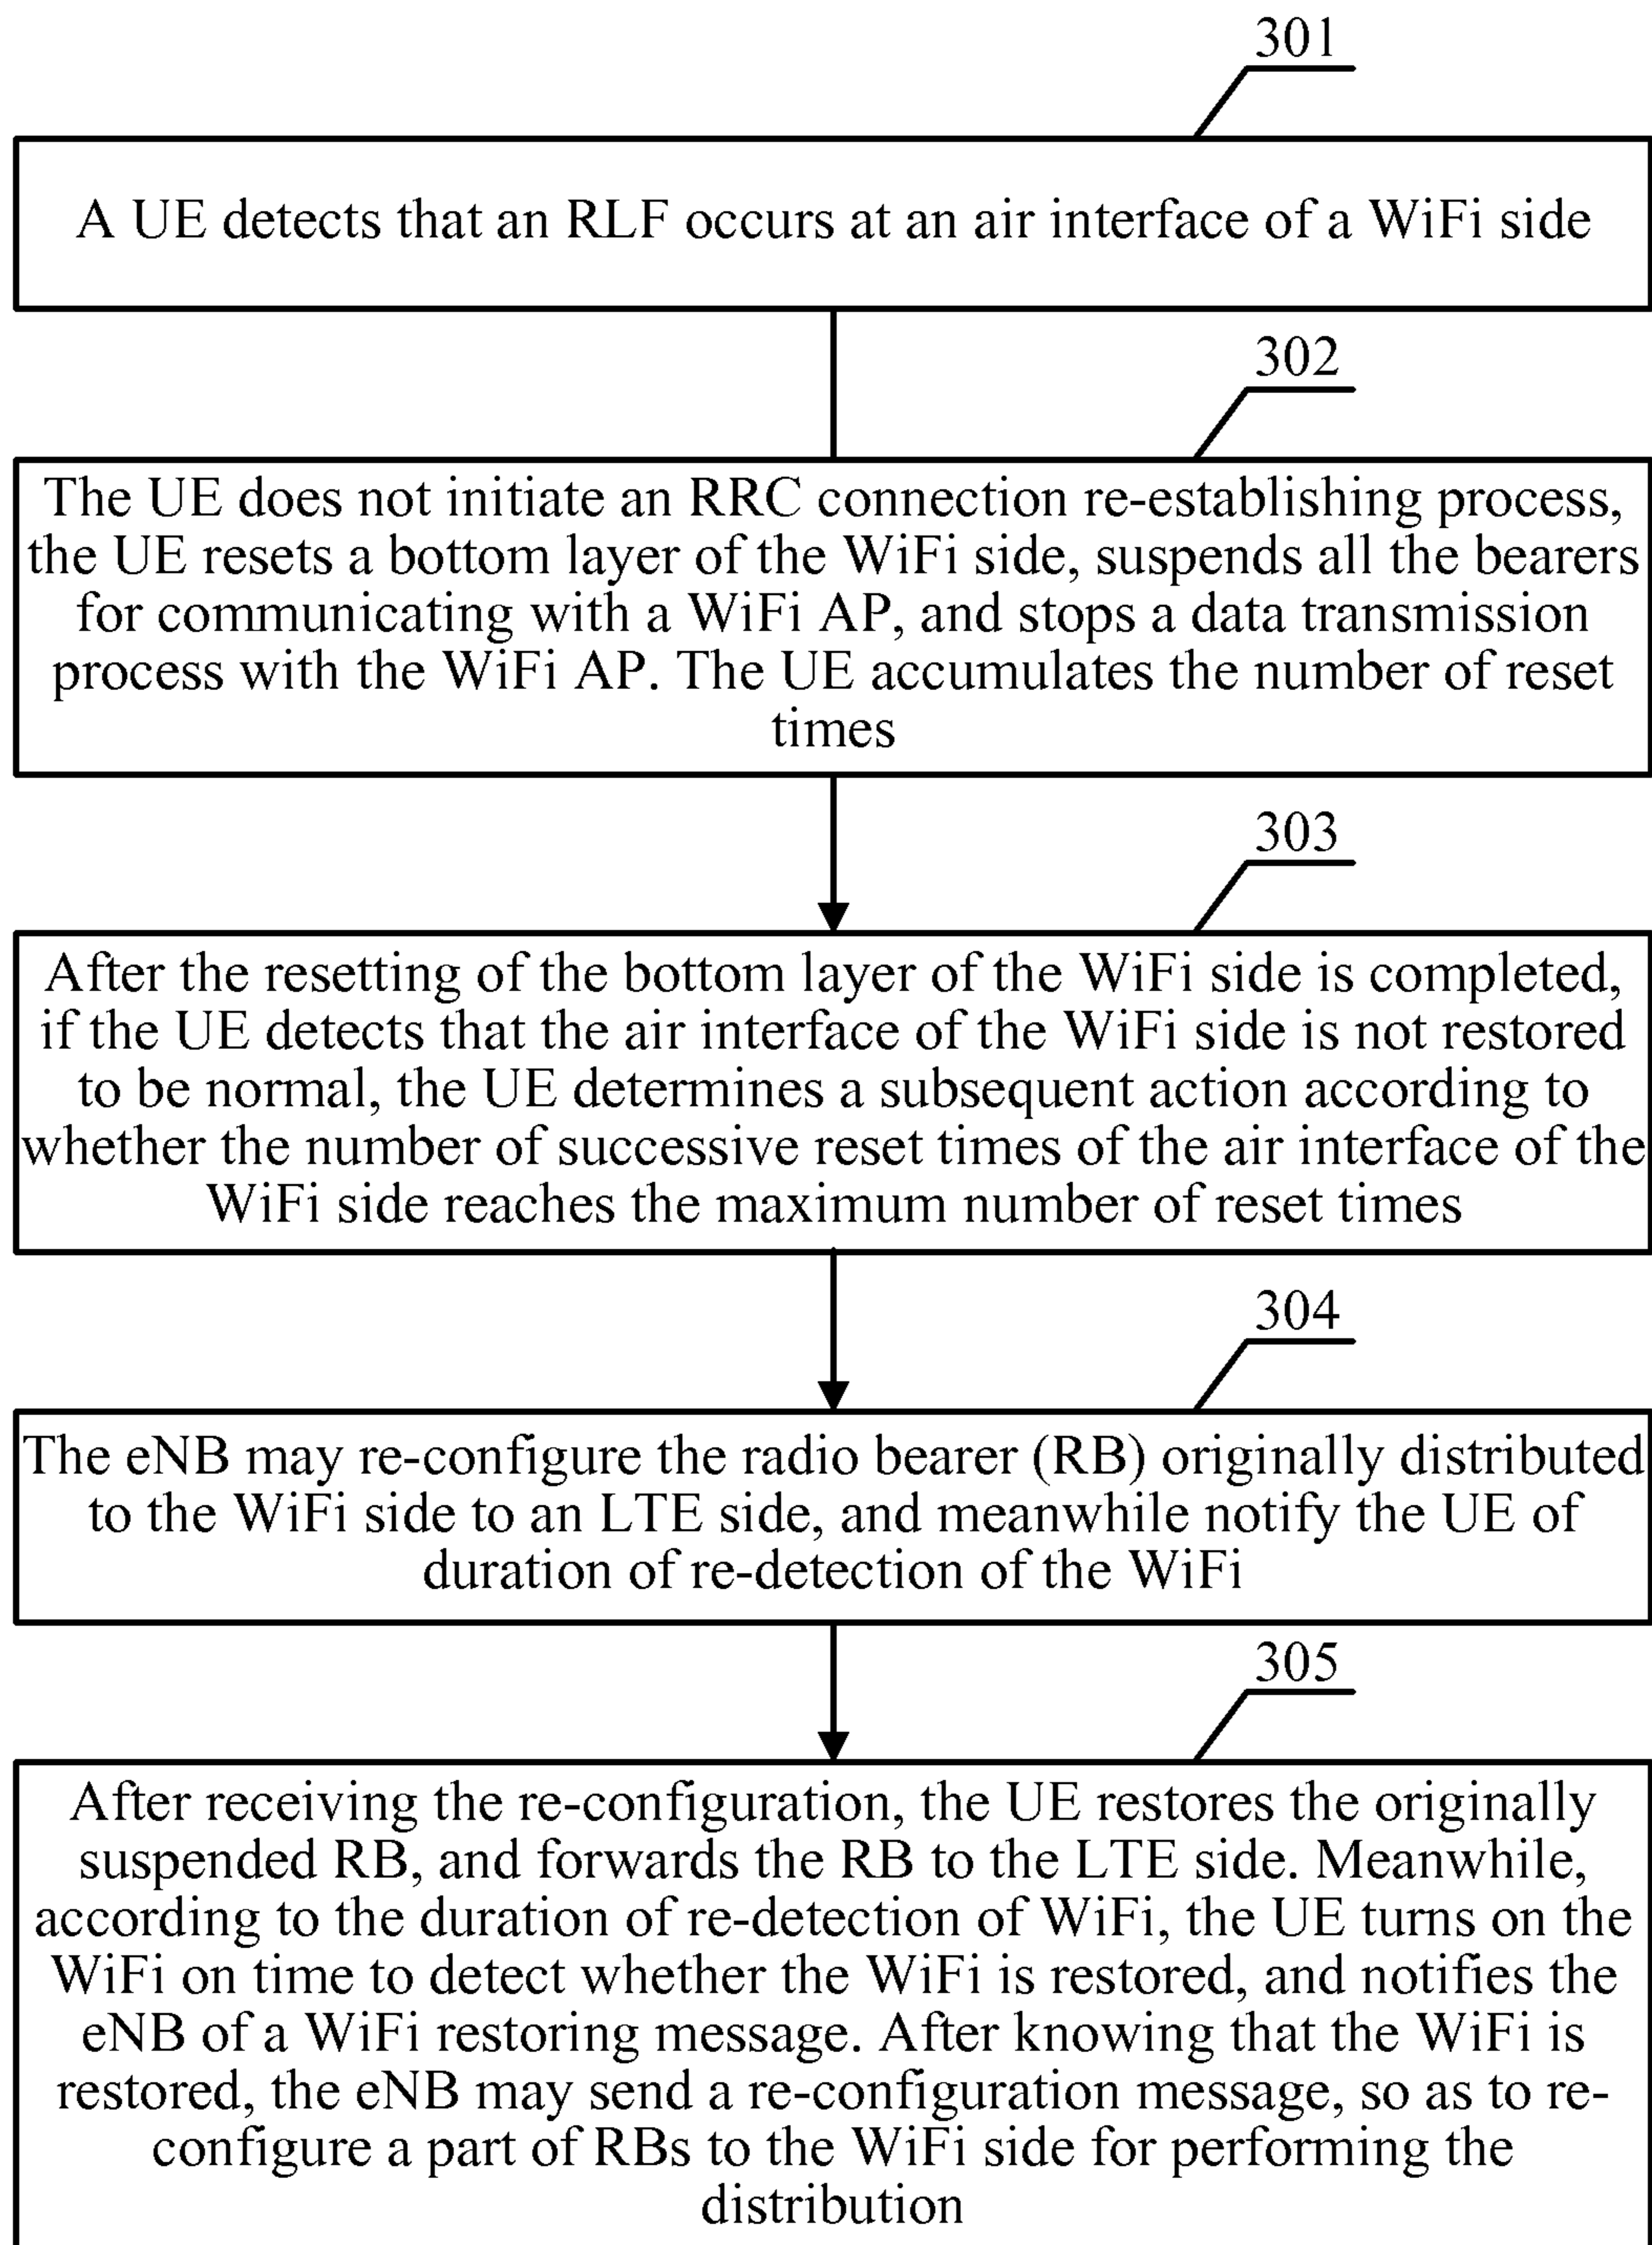 301
A UE detects that an RLF occurs at an air interface of a WiFi side
302
The UE does not initiate an RRC connection re-establishing process,
the UE resets a bottom layer of the WiFi side, suspends all the bearers
for communicating with a WiFi AP, and stops a data transmission
process with the WiFi AP. The UE accumulates the number of reset
times
303
After the resetting of the bottom layer of the WiFi side is completed,
if the UE detects that the air interface of the WiFi side is not restored
to be normal, the UE determines a subsequent action according to
whether the number of successive reset times of the air interface of the
WiFi side reaches the maximum number of reset times
304
The eNB may re-configure the radio bearer (RB) originally distributed
to the WiFi side to an LTE side, and meanwhile notify the UE of
duration of re-detection of the WiFi
305
After receiving the re-configuration, the UE restores the originally
suspended RB, and forwards the RB to the LTE side. Meanwhile,
according to the duration of re-detection of WiFi, the UE turns on the
WiFi on time to detect whether the WiFi is restored, and notifies the
eNB of a WiFi restoring message. After knowing that the WiFi is
restored, the eNB may send a re-configuration message, so as to re-
configure a part of RBs to the WiFi side for performing the
distribution